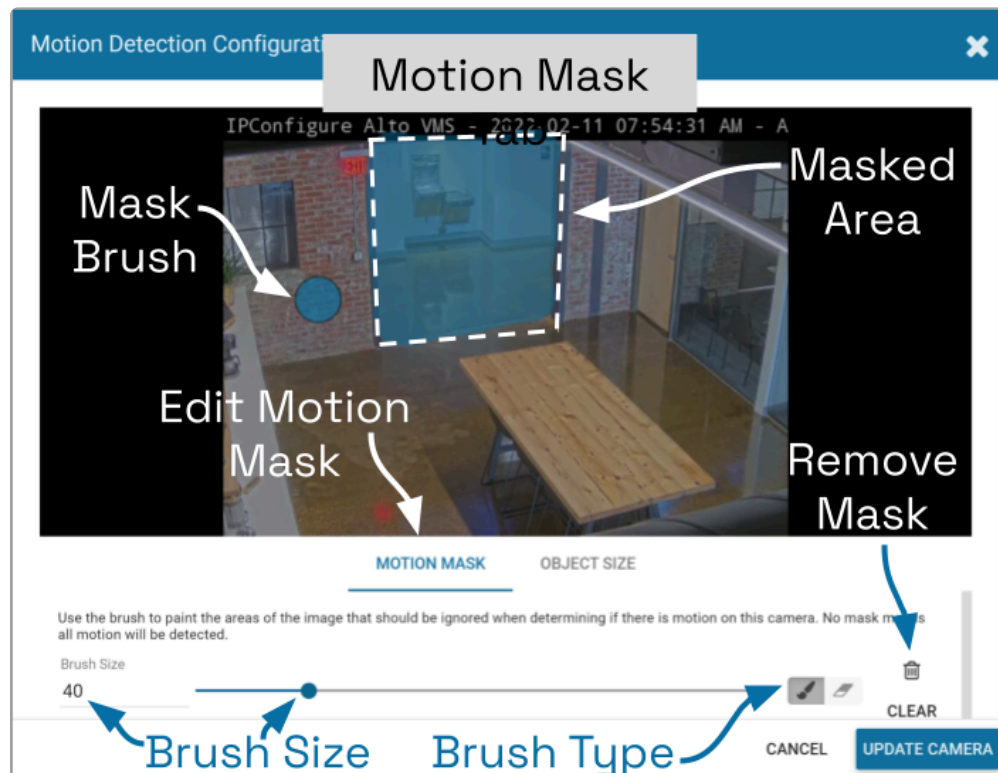 Motion Detection Configurati
Motion Mask
Tab
IPConfigure Alto VMS - 2022-02-11 07:54:31 AM - A
Masked
Area
Mask
Brush
Edit Motion
Mask
Remove
Mask
MOTION MASK
OBJECT SIZE
Use the brush to paint the areas of the image that should be ignored when determining if there is motion on this camera. No mask means
all motion will be detected.
Brush Size
40
CLEAR
Brush Size
Brush Type
CANCEL
UPDATE CAMERA